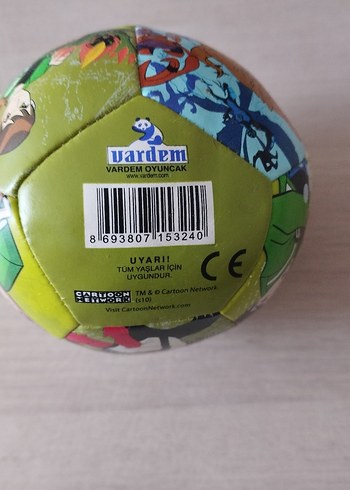 vardem
VARDEM OYUNCAK
www.vardem.com
8 693807 153240
UYARI!
TÜM YAŞLAR İÇİN
UYGUNDUR.
CE
CARTOON
NETWORK
TM & © Cartoon Network
(s10)
Visit CartoonNetwork.com